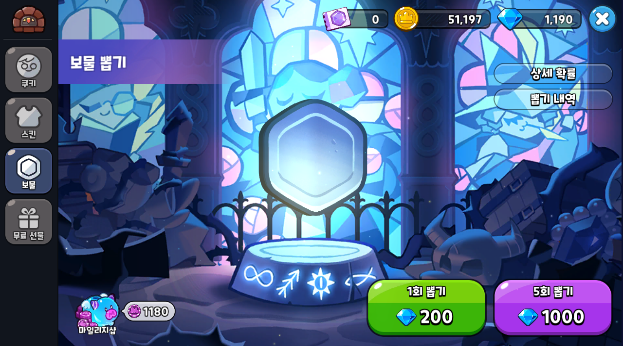 0
51,197
1,190
보물 뽑기
상세 확률
뽑기 내역
쿠키
스킨
보물
무료 선물
마일리지샵
1180
1회 뽑기
200
5회 뽑기
1000